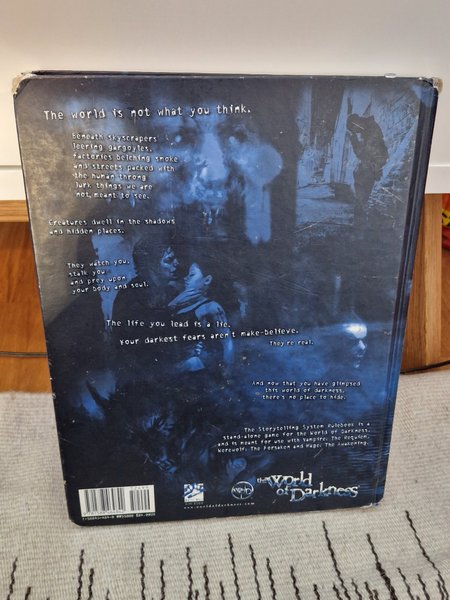 The world is not what you think.
Beneath skyscrapers
leering gargoyles,
factories belching smoke
and streets packed with
the human throng
lurk things we are
not meant to see.
Creatures dwell in the shadows
and hidden places.
They watch you,
stalk you
and prey upon
your body and soul.
The life you lead is a lie.
Your darkest fears aren't make-believe.
They're real.
And now that you have glimpsed
this world of darkness,
there's no place to hide.
The Storytelling System Rulebook is a
stand-alone game for the World of Darkness,
and is meant for use with Vampire: The Requiem,
Werewolf: The Forsaken and Mage: The Awakening.
the World
of Darkness
www.worldofdarkness.com